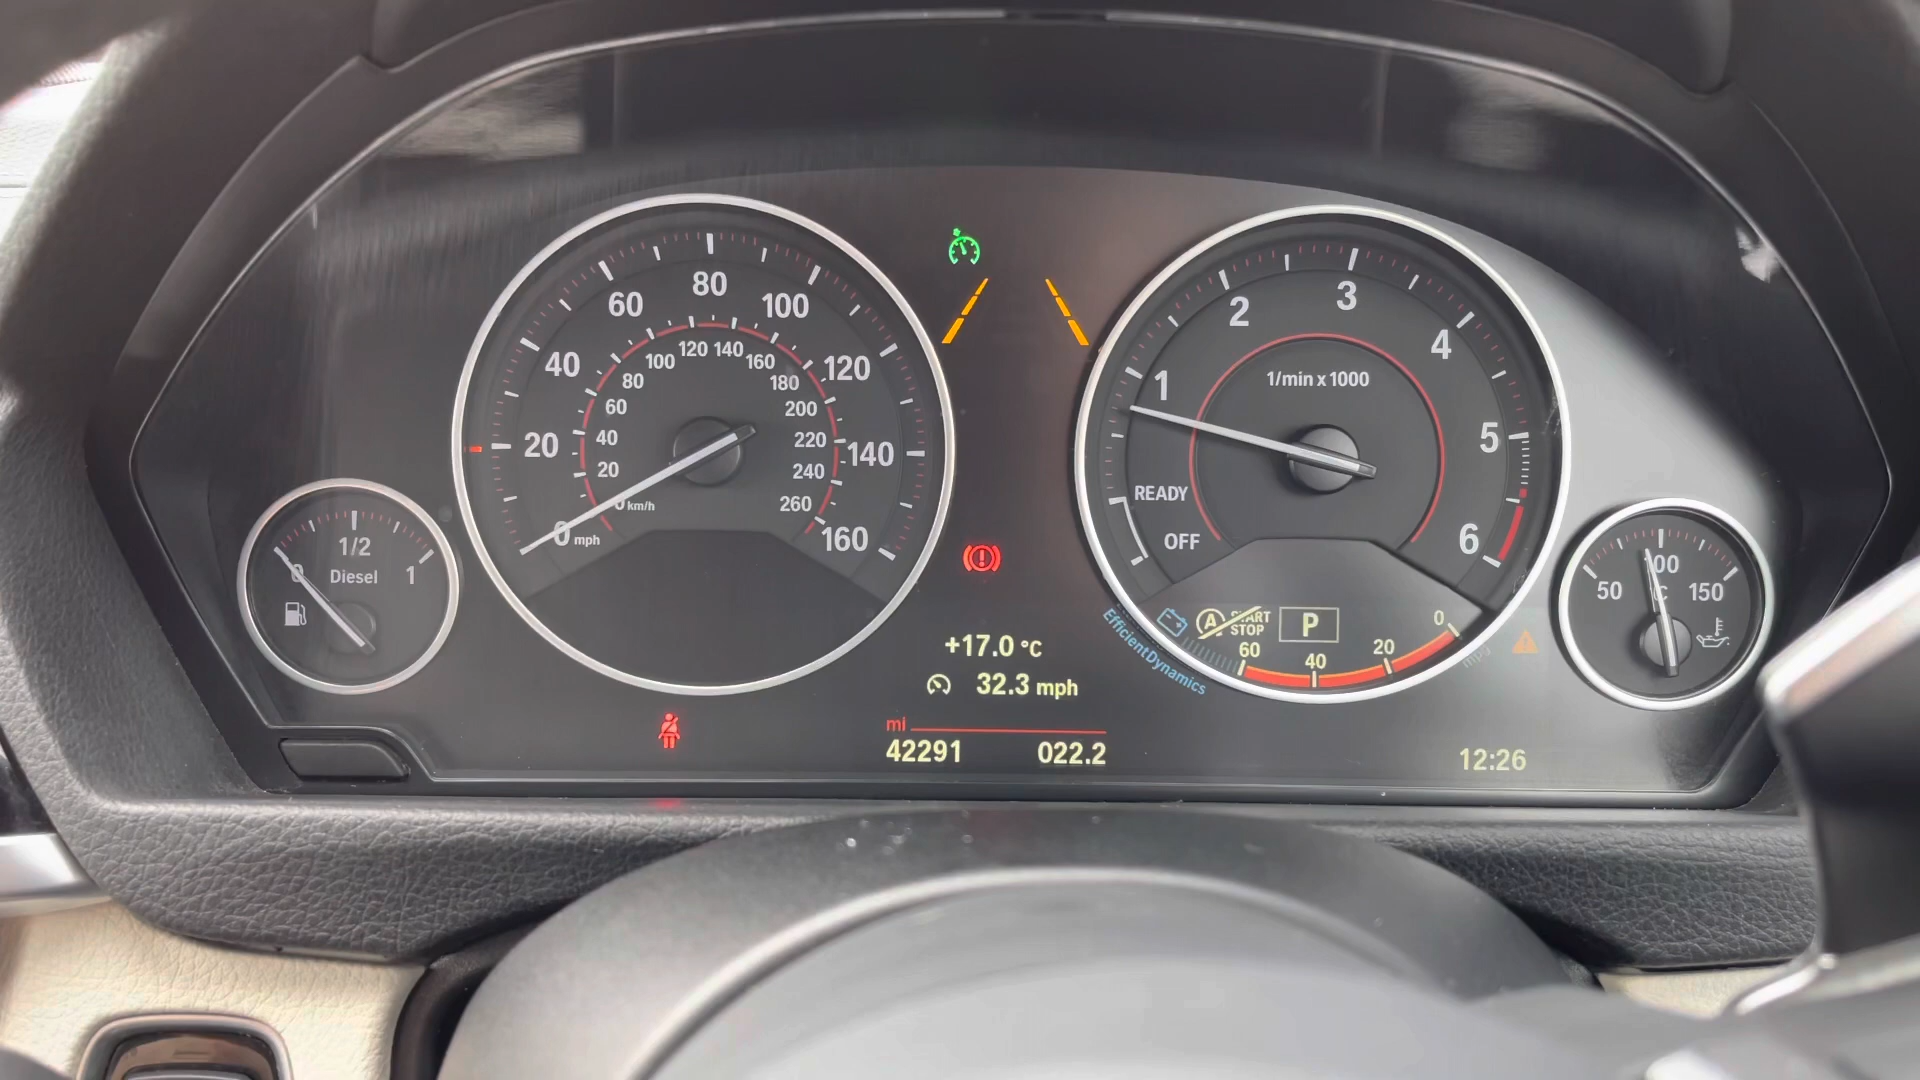 20
40
60
80
100
120
140
160
0 mph
20
40
60
80
100
120
140
160
180
200
220
240
260
km/h
0
1/2
1
Diesel
1
2
3
4
5
6
1/min x 1000
READY
OFF
A
START
STOP
P
60
40
20
0
mpg
EfficientDynamics
50
100
150
°C
+17.0 °C
32.3 mph
mi
42291 022.2
12:26